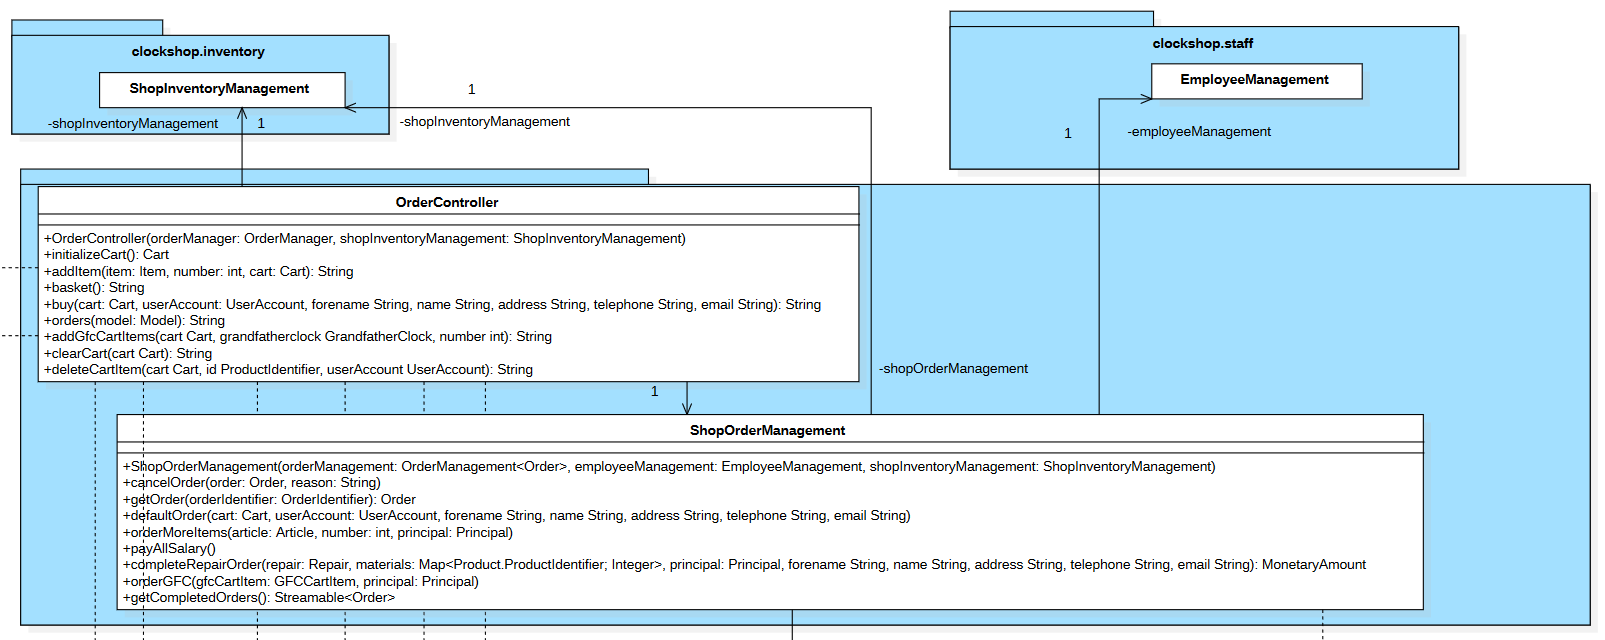 clockshop.inventory
ShopInventoryManagement
-shopInventoryManagement
1
1
-shopInventoryManagement
clockshop.staff
EmployeeManagement
1
-employeeManagement
OrderController
+OrderController(orderManager: OrderManager, shopInventoryManagement: ShopInventoryManagement)
+initializeCart(): Cart
+addItem(item: Item, number: int, cart: Cart): String
+basket(): String
+buy(cart: Cart, userAccount: UserAccount, forename String, name String, address String, telephone String, email String): String
+orders(model: Model): String
+addGfcCartItems(cart Cart, grandfatherclock GrandfatherClock, number int): String
+clearCart(cart Cart): String
+deleteCartItem(cart Cart, id ProductIdentifier, userAccount UserAccount): String
1
-shopOrderManagement
ShopOrderManagement
+ShopOrderManagement(orderManagement: OrderManagement<Order>, employeeManagement: EmployeeManagement, shopInventoryManagement: ShopInventoryManagement)
+cancelOrder(order: Order, reason: String)
+getOrder(orderIdentifier: OrderIdentifier): Order
+defaultOrder(cart: Cart, userAccount: UserAccount, forename String, name String, address String, telephone String, email String)
+orderMoreItems(article: Article, number: int, principal: Principal)
+payAllSalary()
+completeRepairOrder(repair: Repair, materials: Map<Product.ProductIdentifier; Integer>, principal: Principal, forename String, name String, address String, telephone String, email String): MonetaryAmount
+orderGFC(gfcCartItem: GFCCartItem, principal: Principal)
+getCompletedOrders(): Streamable<Order>